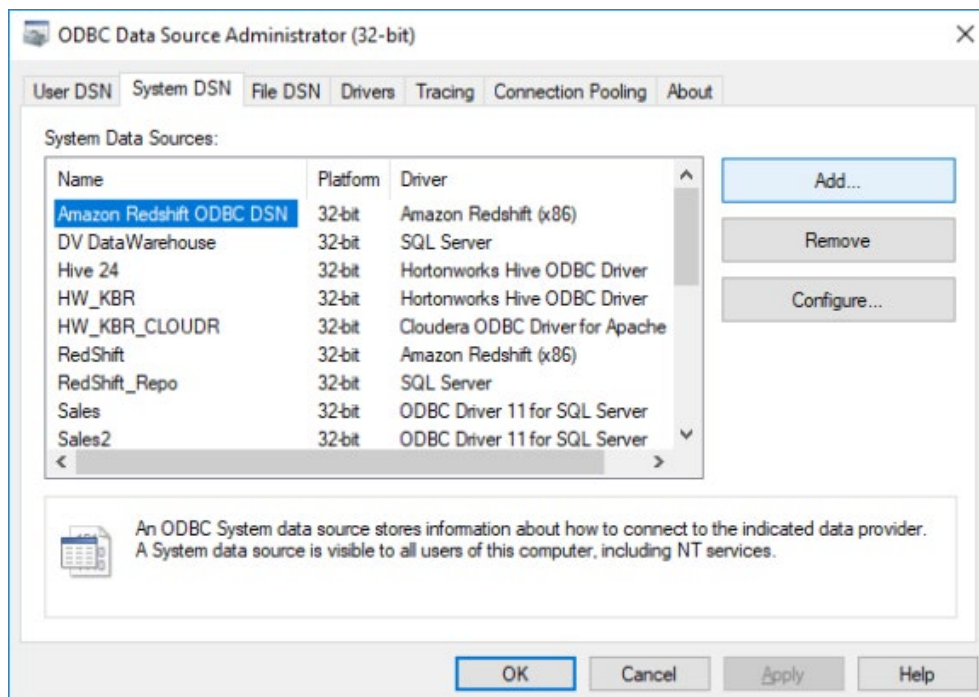 ODBC Data Source Administrator (32-bit)
User DSN System DSN File DSN Drivers Tracing Connection Pooling About
System Data Sources:
Name Platform Driver
Amazon Redshift ODBC DSN 32-bit Amazon Redshift (x86)
DV DataWarehouse 32-bit SQL Server
Hive 24 32-bit Hortonworks Hive ODBC Driver
HW_KBR 32-bit Hortonworks Hive ODBC Driver
HW_KBR_CLOUDR 32-bit Cloudera ODBC Driver for Apache
RedShift 32-bit Amazon Redshift (x86)
RedShift_Repo 32-bit SQL Server
Sales 32-bit ODBC Driver 11 for SQL Server
Sales2 32-bit ODBC Driver 11 for SQL Server
Add...
Remove
Configure...
An ODBC System data source stores information about how to connect to the indicated data provider.
A System data source is visible to all users of this computer, including NT services.
OK Cancel Apply Help